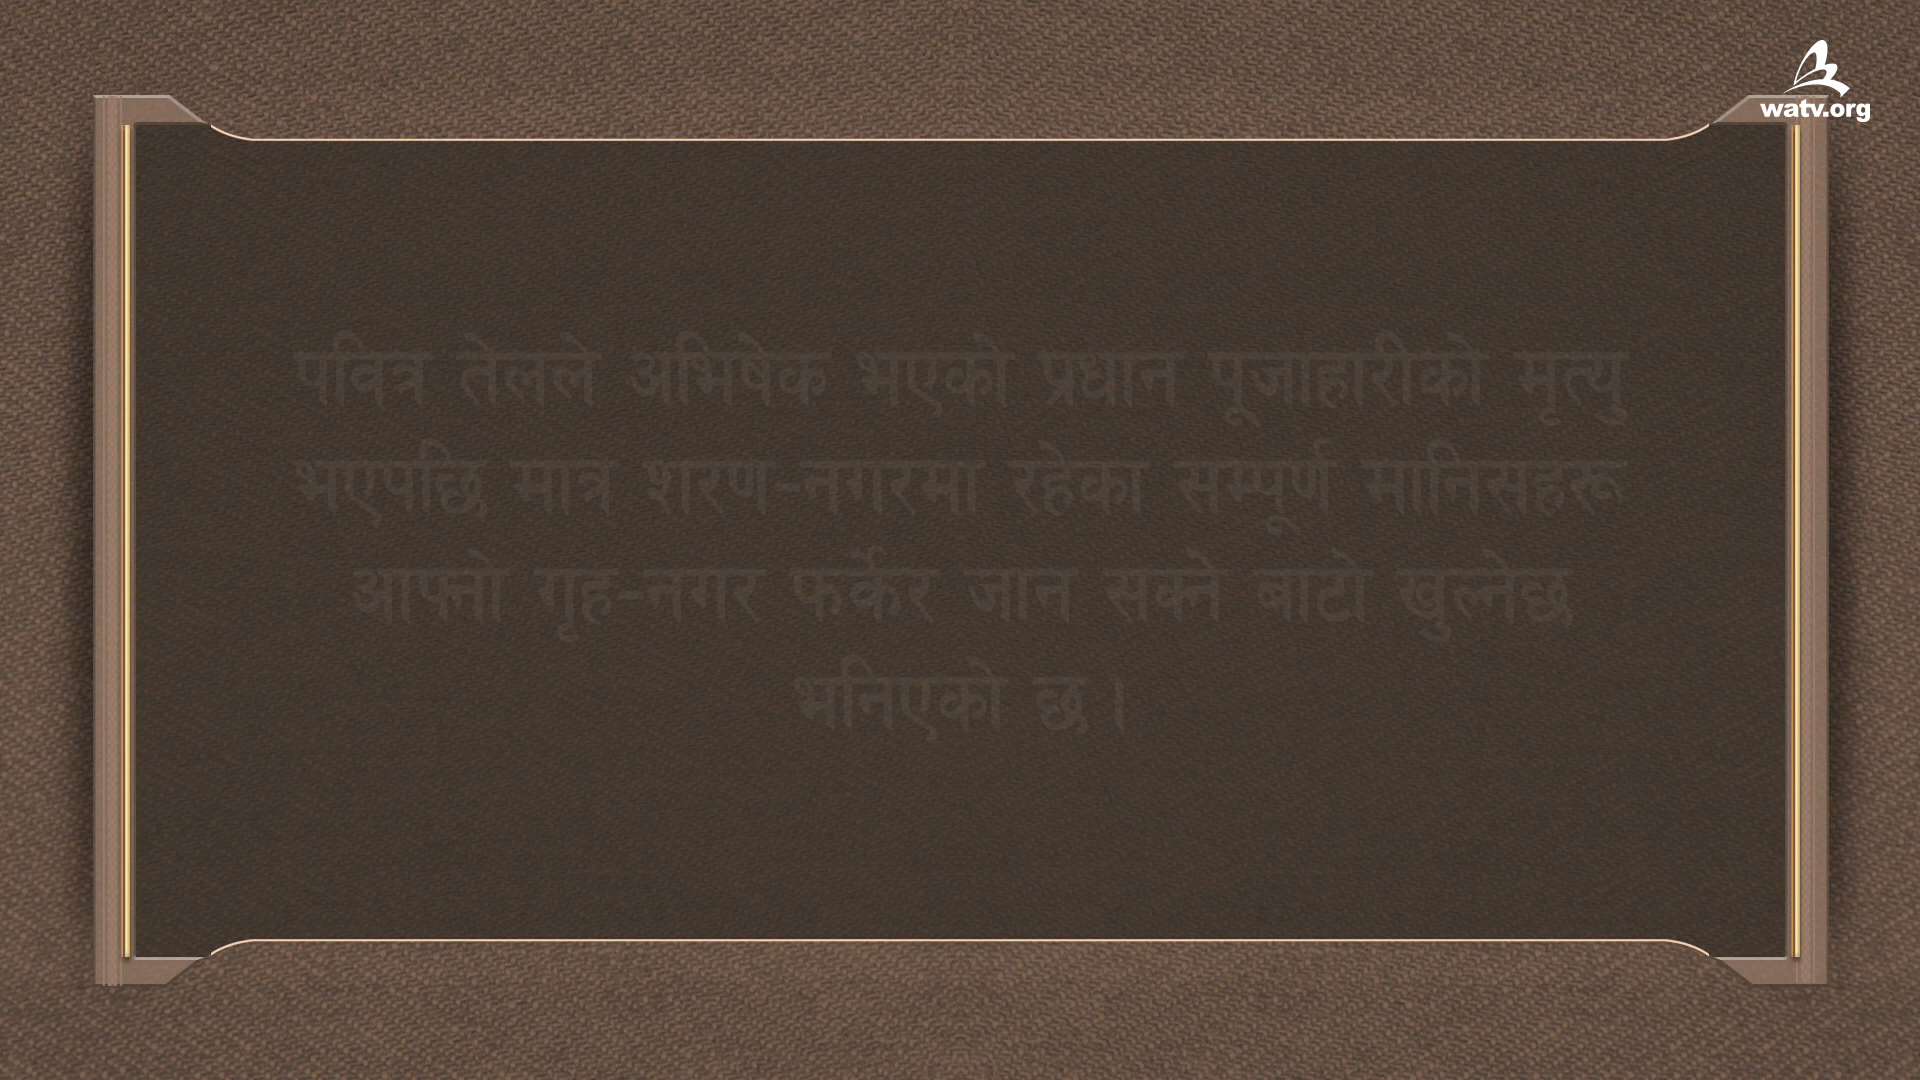 watv.org
पवित्र तेलले अभिषेक भएको प्रधान पूजाहारीको मृत्यु
भएपछि मात्र शरण-नगरमा रहेका सम्पूर्ण मानिसहरू
आफ्नो गृह-नगर फर्केर जान सक्ने बाटो खुल्नेछ
भनिएको छ।